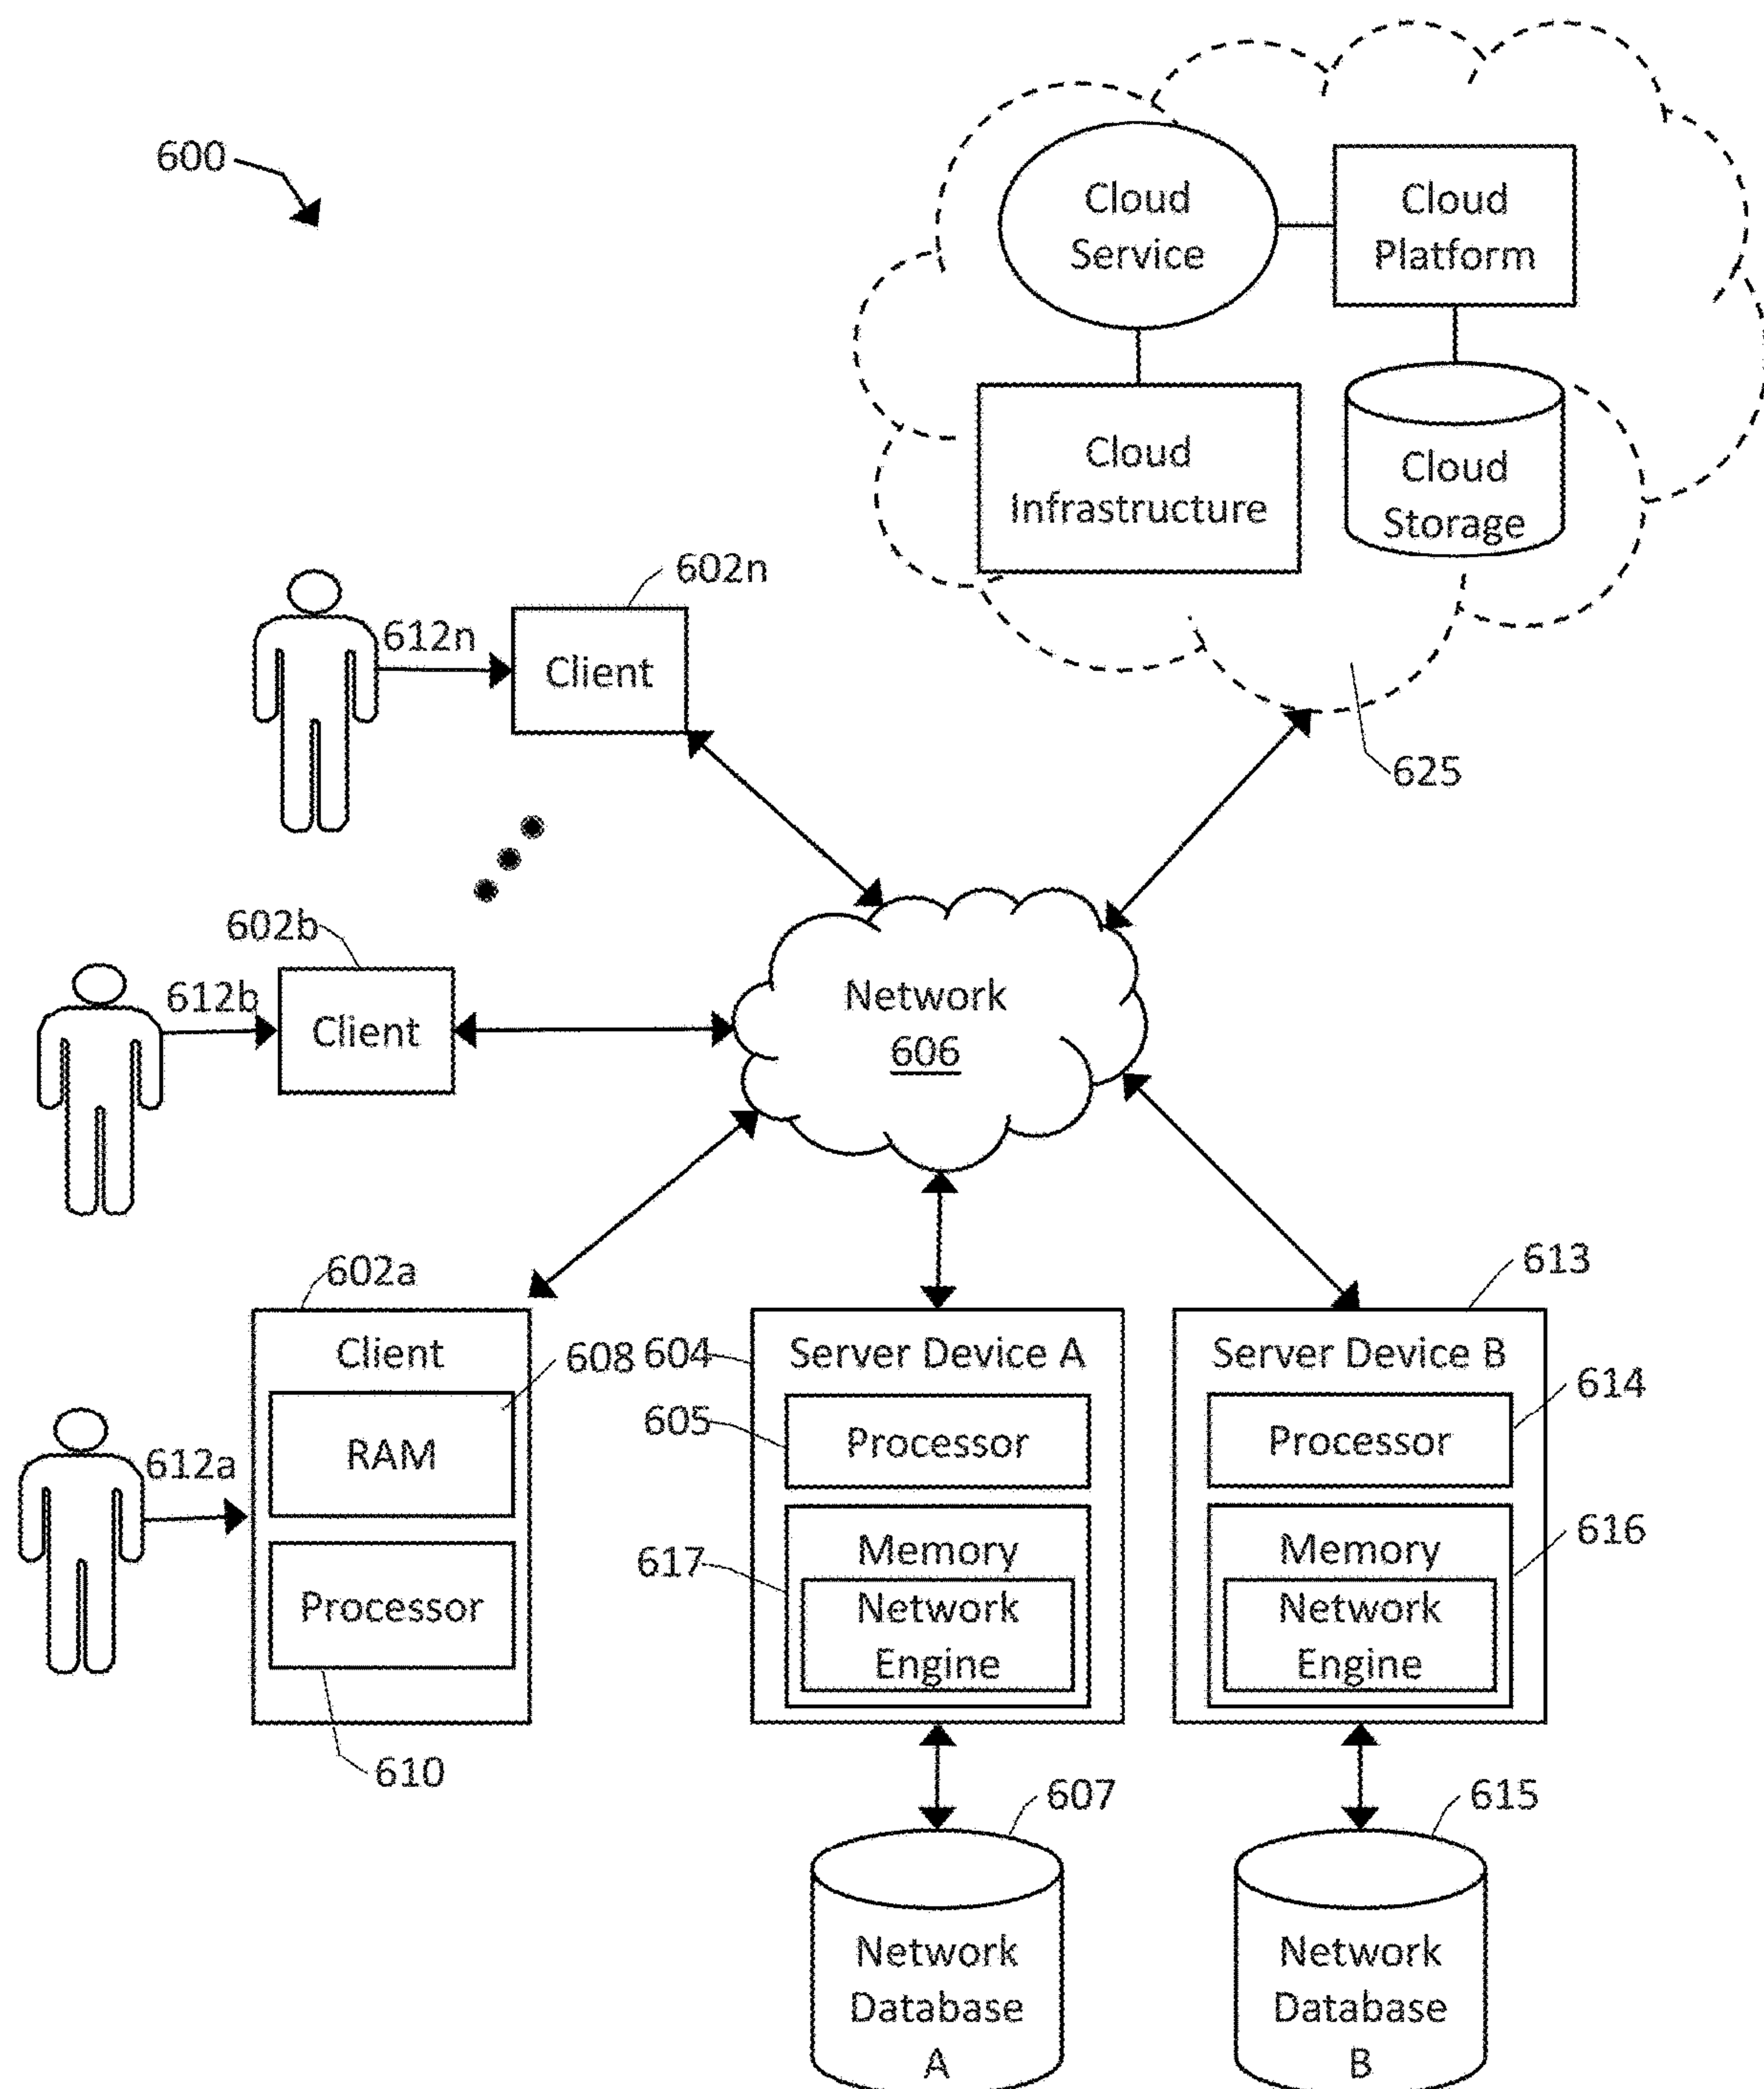 600
Cloud
Service
Cloud
Platform
Cloud
Infrastructure
Cloud
Storage
625
602n
612n
Client
602b
612b
Client
Network
606
602a
612a
Client
608
RAM
Processor
610
604
Server Device A
605
Processor
617
Memory
Network
Engine
613
Server Device B
614
Processor
616
Memory
Network
Engine
607
Network
Database
A
615
Network
Database
B